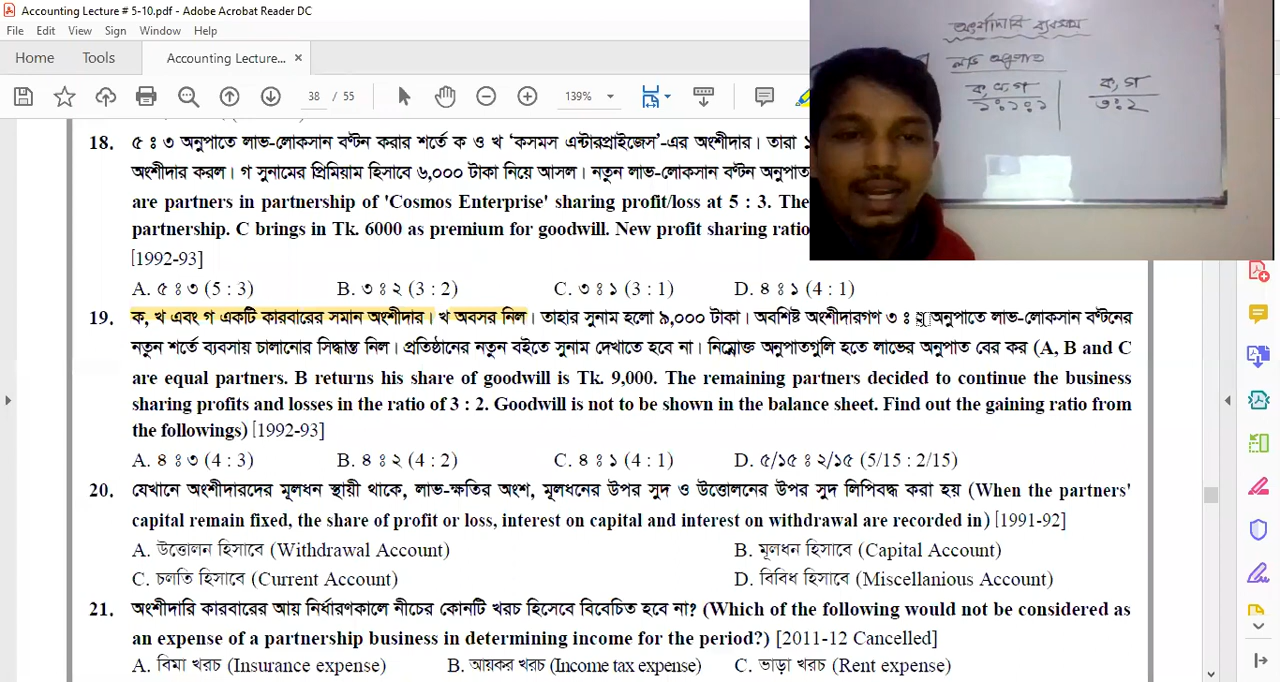 Accounting Lecture # 5-10.pdf - Adobe Acrobat Reader DC
File Edit View Sign Window Help
Home Tools Accounting Lecture... ×
38 / 55 139%
অংশীদারি ব্যবসায়
লাভ অনুপাত
ক, খ, গ ক, গ
১ঃ১ঃ১ ৩ঃ২
18. ৫ ঃ ৩ অনুপাতে লাভ-লোকসান বণ্টন করার শর্তে ক ও খ ‘কসমস এন্টারপ্রাইজেস’-এর অংশীদার। তারা
অংশীদার করল। গ সুনামের প্রিমিয়াম হিসাবে ৬,০০০ টাকা নিয়ে আসল। নতুন লাভ-লোকসান বণ্টন অনুপাত
are partners in partnership of 'Cosmos Enterprise' sharing profit/loss at 5 : 3. The
partnership. C brings in Tk. 6000 as premium for goodwill. New profit sharing ratio
[1992-93]
A. ৫ ঃ ৩ (5 : 3) B. ৩ ঃ ২ (3 : 2) C. ৩ ঃ ১ (3 : 1) D. ৪ ঃ ১ (4 : 1)
19. ক, খ এবং গ একটি কারবারের সমান অংশীদার। খ অবসর নিল। তাহার সুনাম হলো ৯,০০০ টাকা। অবশিষ্ট অংশীদারগণ ৩ ঃ ২ অনুপাতে লাভ-লোকসান বণ্টনের
নতুন শর্তে ব্যবসায় চালানোর সিদ্ধান্ত নিল। প্রতিষ্ঠানের নতুন বইতে সুনাম দেখাতে হবে না। নিম্নোক্ত অনুপাতগুলি হতে লাভের অনুপাত বের কর (A, B and C
are equal partners. B returns his share of goodwill is Tk. 9,000. The remaining partners decided to continue the business
sharing profits and losses in the ratio of 3 : 2. Goodwill is not to be shown in the balance sheet. Find out the gaining ratio from
the followings) [1992-93]
A. ৪ ঃ ৩ (4 : 3) B. ৪ ঃ ২ (4 : 2) C. ৪ ঃ ১ (4 : 1) D. ৫/১৫ ঃ ২/১৫ (5/15 : 2/15)
20. যেখানে অংশীদারদের মূলধন স্থায়ী থাকে, লাভ-ক্ষতির অংশ, মূলধনের উপর সুদ ও উত্তোলনের উপর সুদ লিপিবদ্ধ করা হয় (When the partners'
capital remain fixed, the share of profit or loss, interest on capital and interest on withdrawal are recorded in) [1991-92]
A. উত্তোলন হিসাবে (Withdrawal Account) B. মূলধন হিসাবে (Capital Account)
C. চলতি হিসাবে (Current Account) D. বিবিধ হিসাবে (Miscellanious Account)
21. অংশীদারি কারবারের আয় নির্ধারণকালে নীচের কোনটি খরচ হিসেবে বিবেচিত হবে না? (Which of the following would not be considered as
an expense of a partnership business in determining income for the period?) [2011-12 Cancelled]
A. বিমা খরচ (Insurance expense) B. আয়কর খরচ (Income tax expense) C. ভাড়া খরচ (Rent expense)